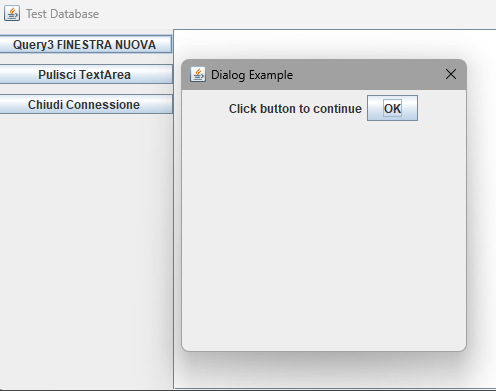 Test Database
Query3 FINESTRA NUOVA
Pulisci TextArea
Chiudi Connessione
Dialog Example
Click button to continue OK